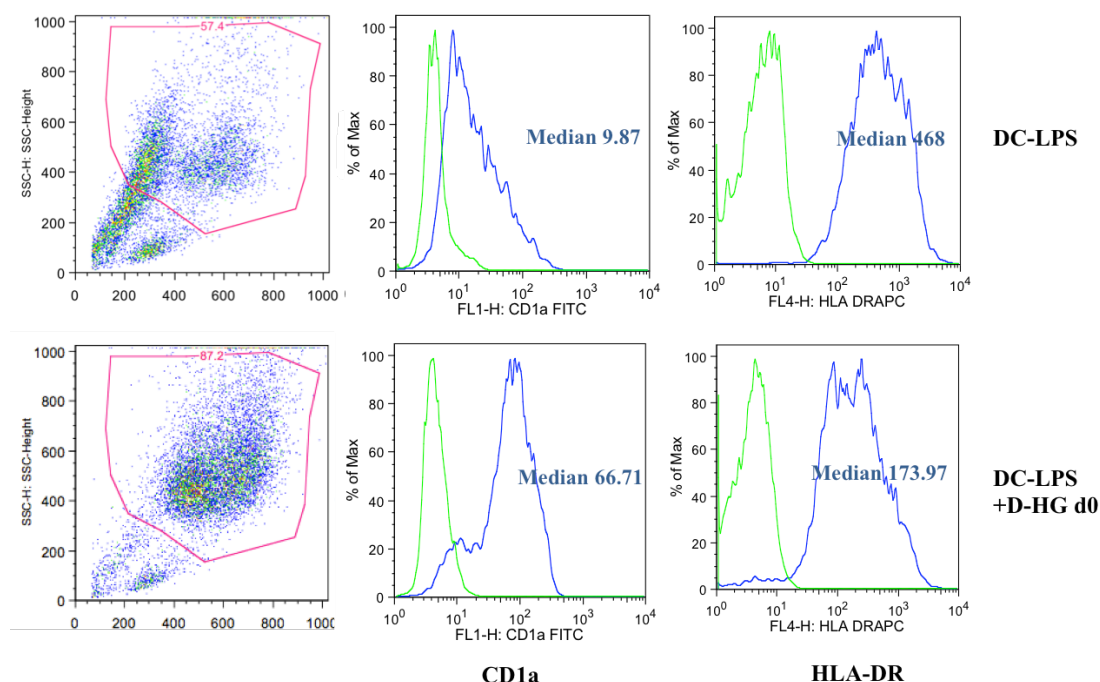 57.4
1000
800
600
400
200
0
SSC-H: SSC-Height
200 400 600 800 1000
100
80
60
40
20
0
% of Max
Median 9.87
10^0 10^1 10^2 10^3 10^4
FL1-H: CD1a FITC
100
80
60
40
20
0
% of Max
Median 468
10^0 10^1 10^2 10^3 10^4
FL4-H: HLA DRAPC
DC-LPS
87.2
1000
800
600
400
200
0
SSC-H: SSC-Height
200 400 600 800 1000
100
80
60
40
20
0
% of Max
Median 66.71
10^0 10^1 10^2 10^3 10^4
FL1-H: CD1a FITC
100
80
60
40
20
0
% of Max
Median 173.97
10^0 10^1 10^2 10^3 10^4
FL4-H: HLA DRAPC
DC-LPS
+D-HG d0
CD1a
HLA-DR